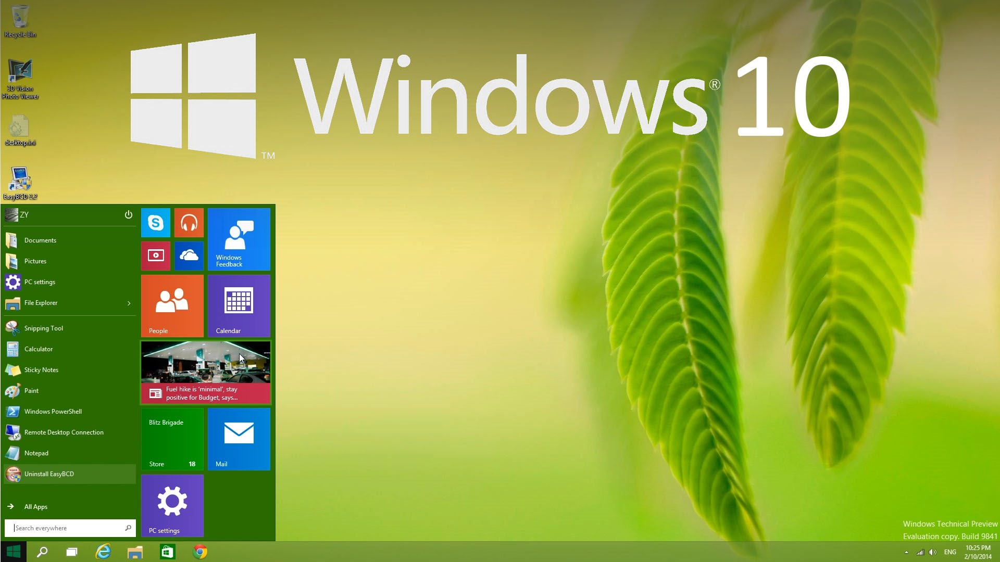 Recycle Bin
3D Vision
Photo Viewer
desktop.ini
EasyBCD 2.2
TM
Windows® 10
ZY
Documents
Pictures
PC settings
File Explorer
Snipping Tool
Calculator
Sticky Notes
Paint
Windows PowerShell
Remote Desktop Connection
Notepad
Uninstall EasyBCD
All Apps
Search everywhere
Windows
Feedback
People
Calendar
Fuel hike is ‘minimal’, stay
positive for Budget, says...
Blitz Brigade
Store 18
Mail
PC settings
Windows Technical Preview
Evaluation copy. Build 9841
ENG
10:25 PM
2/10/2014